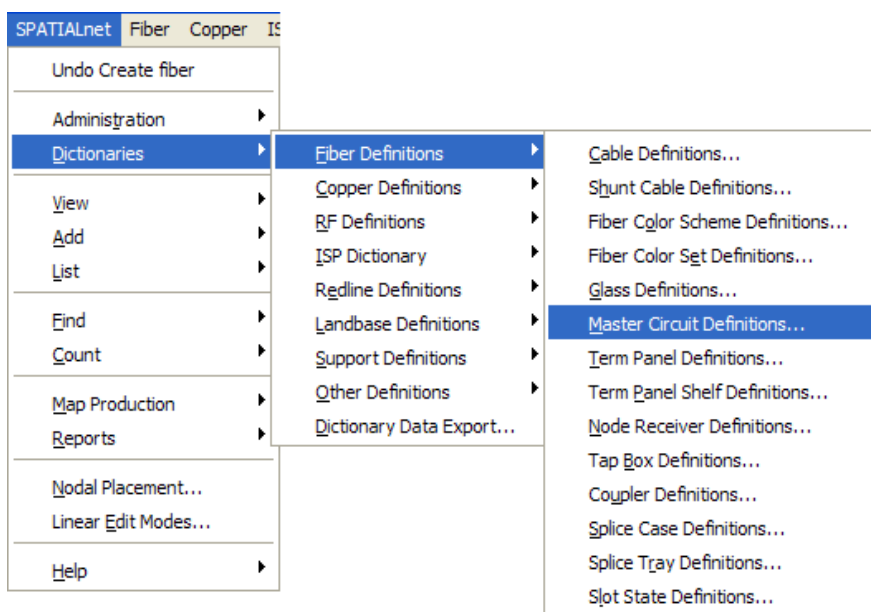 SPATIALnet Fiber Copper IS
Undo Create fiber
Administration
Dictionaries
View
Add
List
Find
Count
Map Production
Reports
Nodal Placement...
Linear Edit Modes...
Help
Fiber Definitions
Copper Definitions
RF Definitions
ISP Dictionary
Redline Definitions
Landbase Definitions
Support Definitions
Other Definitions
Dictionary Data Export...
Cable Definitions...
Shunt Cable Definitions...
Fiber Color Scheme Definitions...
Fiber Color Set Definitions...
Glass Definitions...
Master Circuit Definitions...
Term Panel Definitions...
Term Panel Shelf Definitions...
Node Receiver Definitions...
Tap Box Definitions...
Coupler Definitions...
Splice Case Definitions...
Splice Tray Definitions...
Slot State Definitions...